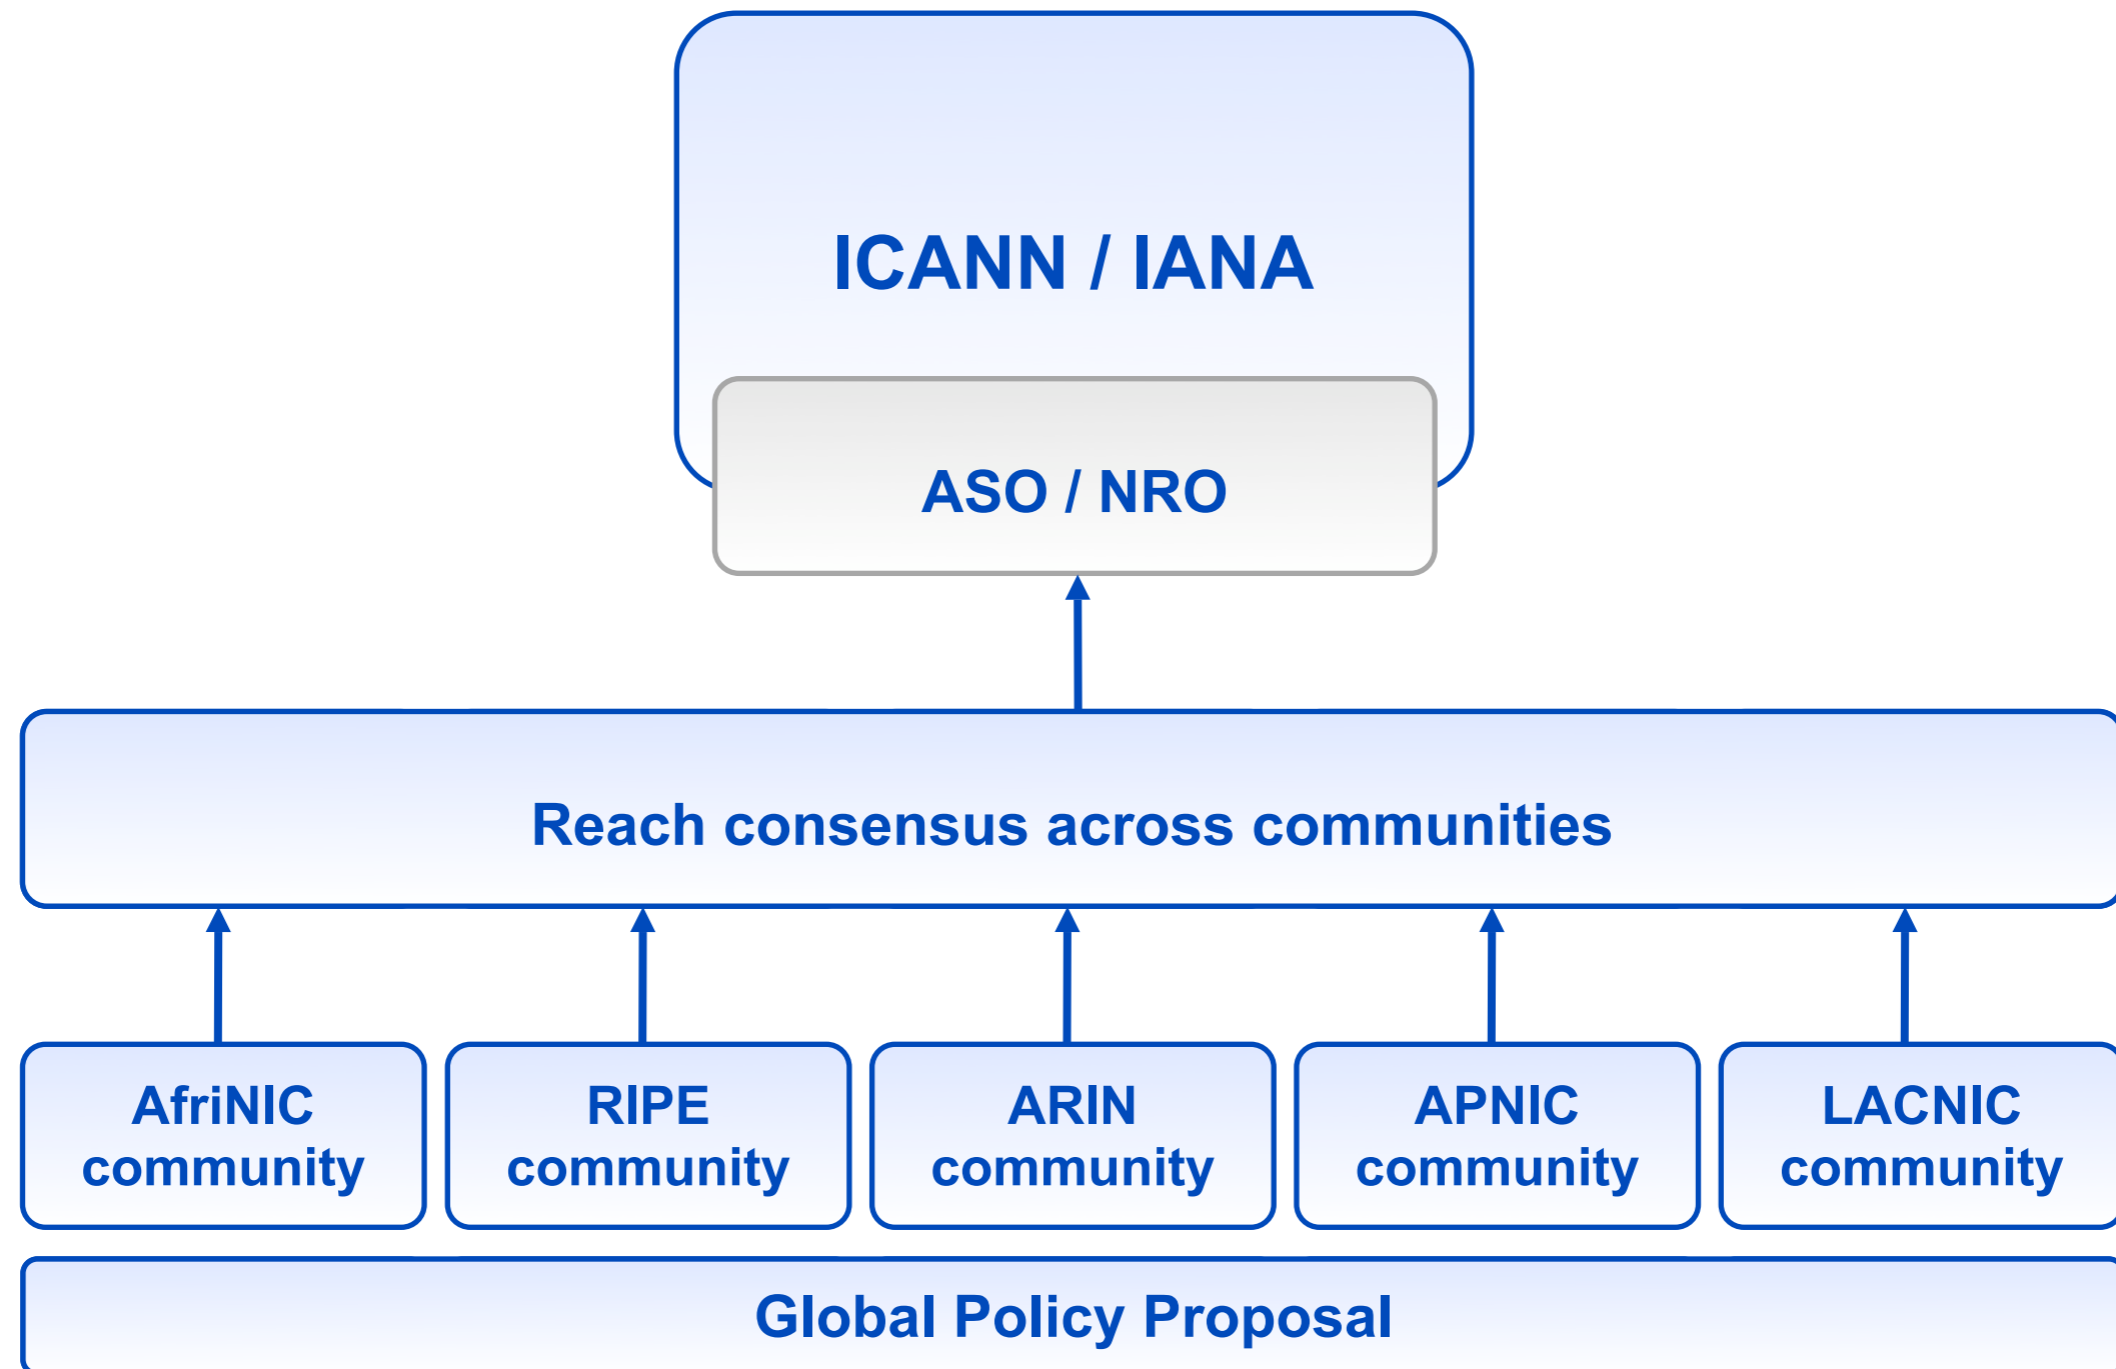 ICANN / IANA
ASO / NRO
Reach consensus across communities
AfriNIC
community
RIPE
community
ARIN
community
APNIC
community
LACNIC
community
Global Policy Proposal